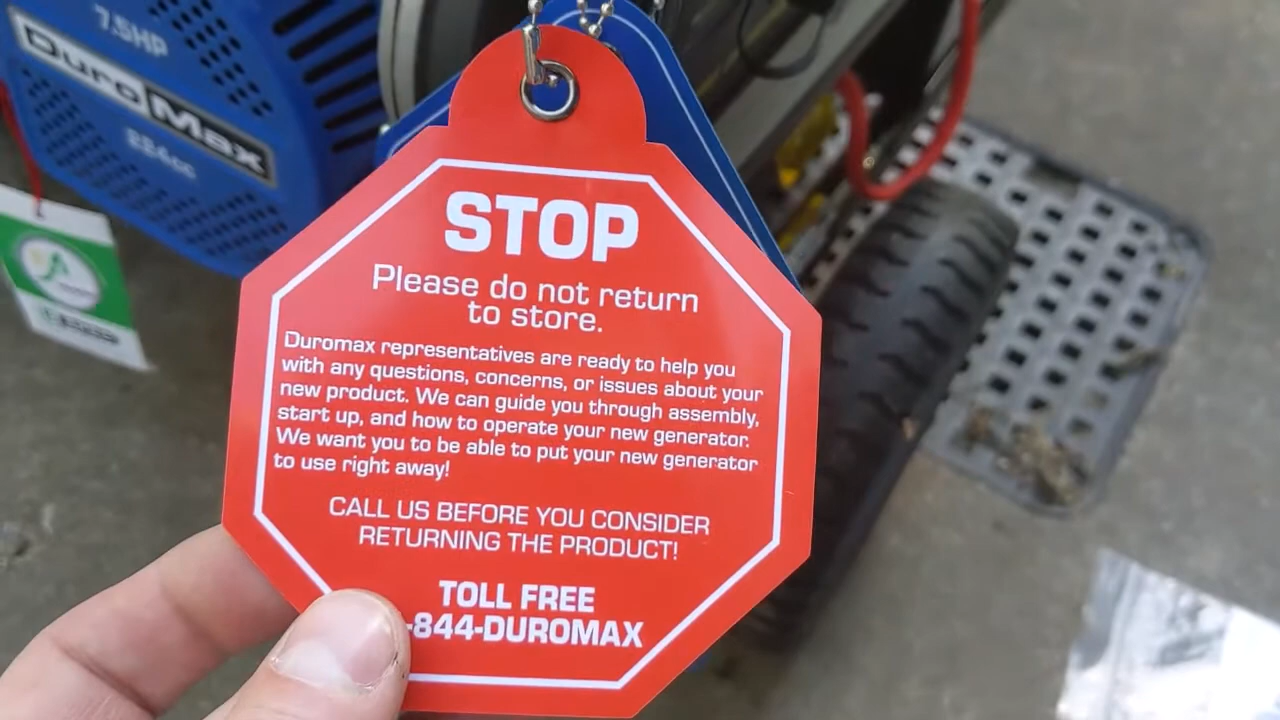 7.5HP
DuroMax
224cc
STOP
Please do not return
to store.
Duromax representatives are ready to help you
with any questions, concerns, or issues about your
new product. We can guide you through assembly,
start up, and how to operate your new generator.
We want you to be able to put your new generator
to use right away!
CALL US BEFORE YOU CONSIDER
RETURNING THE PRODUCT!
TOLL FREE
-844-DUROMAX